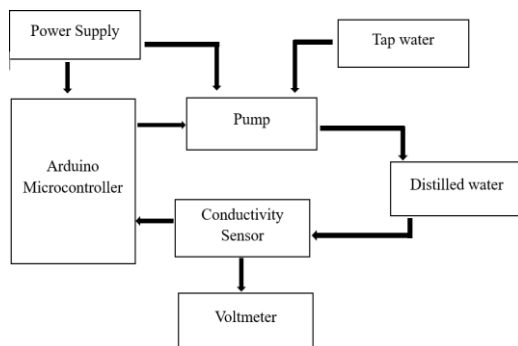 Power Supply
Tap water
Pump
Arduino
Microcontroller
Distilled water
Conductivity
Sensor
Voltmeter